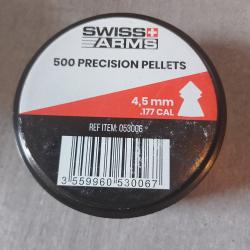 SWISS
ARMS
500 PRECISION PELLETS
4,5 mm
.177 CAL
REF ITEM: 053006
3 559960 530067